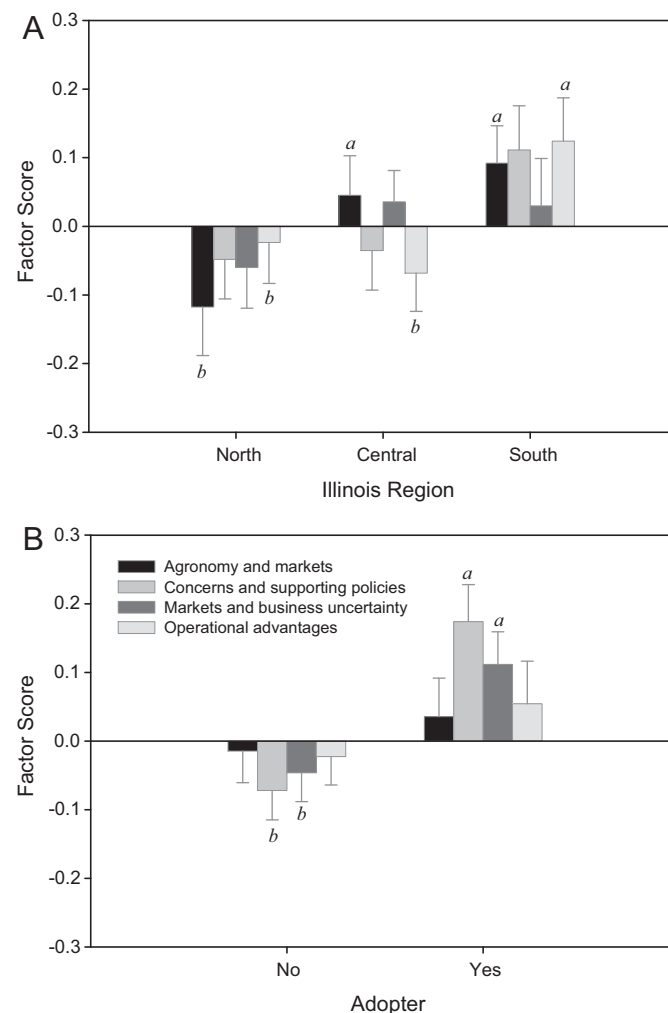 A
0.3
0.2
0.1
0.0
-0.1
-0.2
-0.3
Factor Score
a
a
a
b
b
b
North Central South
Illinois Region
B
0.3
0.2
0.1
0.0
-0.1
-0.2
-0.3
Factor Score
Agronomy and markets
Concerns and supporting policies
Markets and business uncertainty
Operational advantages
a
a
b
b
No Yes
Adopter